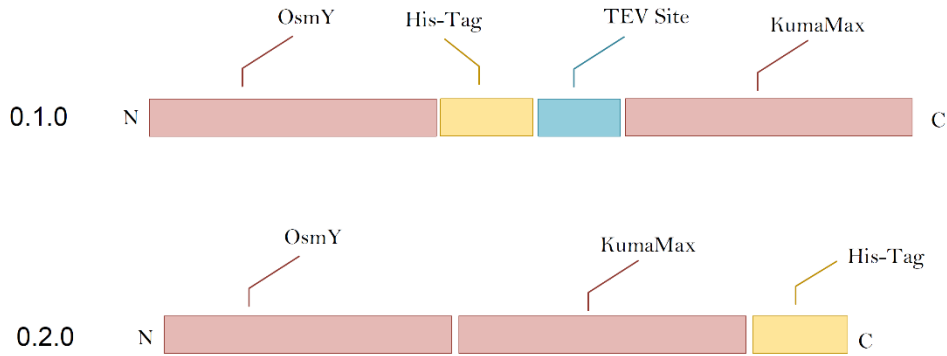 OsmY
His-Tag
TEV Site
KumaMax
0.1.0
N
C
OsmY
KumaMax
His-Tag
0.2.0
N
C